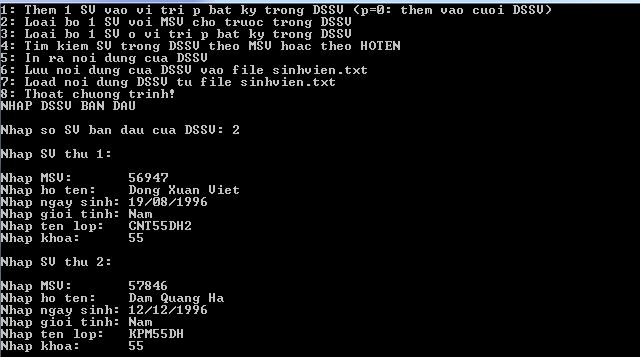 1: Them 1 SV vao vi tri p bat ky trong DSSV (p=0: them vao cuoi DSSV)
2: Loai bo 1 SV voi MSV cho truoc trong DSSV
3: Loai bo 1 SV o vi tri p bat ky trong DSSV
4: Tim kiem SV trong DSSV theo MSV hoac theo HOTEN
5: In ra noi dung cua DSSV
6: Luu noi dung cua DSSV vao file sinhvien.txt
7: Load noi dung DSSV tu file sinhvien.txt
8: Thoat chuong trinh!
NHAP DSSV BAN DAU
Nhap so SV ban dau cua DSSV: 2
Nhap SV thu 1:
Nhap MSV: 56947
Nhap ho ten: Dong Xuan Viet
Nhap ngay sinh: 19/08/1996
Nhap gioi tinh: Nam
Nhap ten lop: CNT55DH2
Nhap khoa: 55
Nhap SV thu 2:
Nhap MSV: 57846
Nhap ho ten: Dam Quang Ha
Nhap ngay sinh: 12/12/1996
Nhap gioi tinh: Nam
Nhap ten lop: KPM55DH
Nhap khoa: 55